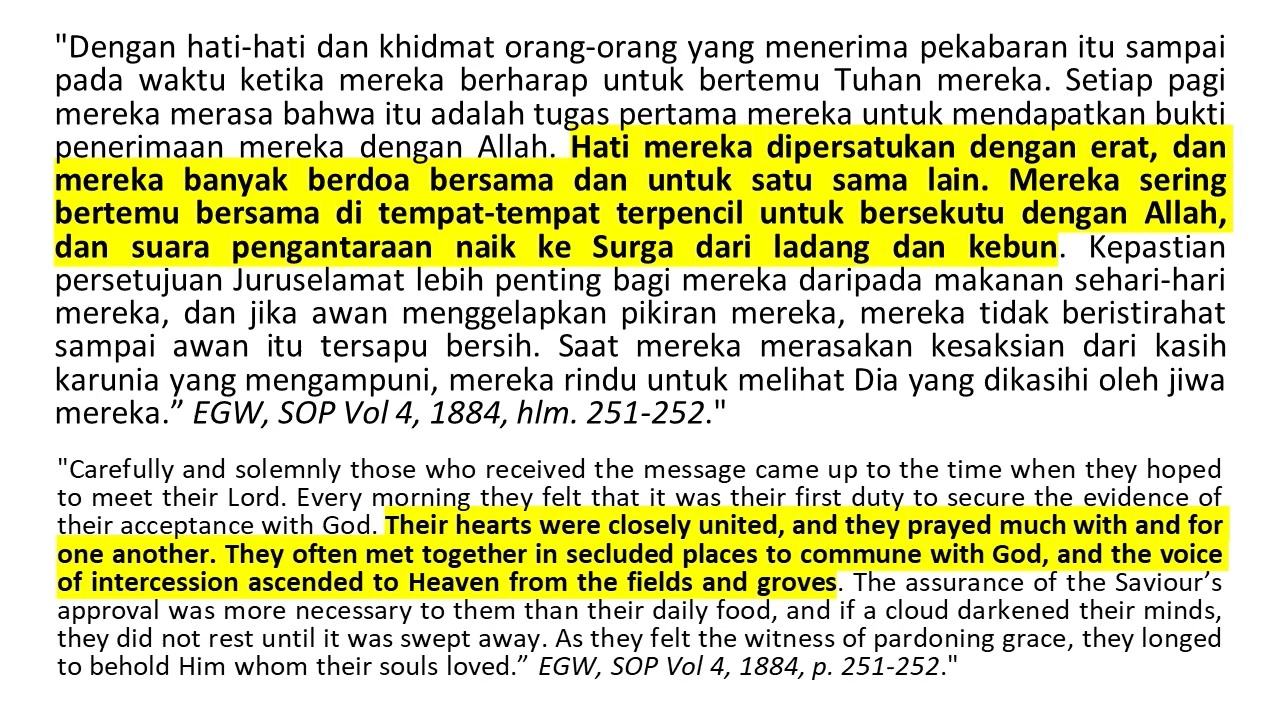 "Dengan hati-hati dan khidmat orang-orang yang menerima pekabaran itu sampai
pada waktu ketika mereka berharap untuk bertemu Tuhan mereka. Setiap pagi
mereka merasa bahwa itu adalah tugas pertama mereka untuk mendapatkan bukti
penerimaan mereka dengan Allah. Hati mereka dipersatukan dengan erat, dan
mereka banyak berdoa bersama dan untuk satu sama lain. Mereka sering
bertemu bersama di tempat-tempat terpencil untuk bersekutu dengan Allah,
dan suara pengantaraan naik ke Surga dari ladang dan kebun. Kepastian
persetujuan Juruselamat lebih penting bagi mereka daripada makanan sehari-hari
mereka, dan jika awan menggelapkan pikiran mereka, mereka tidak beristirahat
sampai awan itu tersapu bersih. Saat mereka merasakan kesaksian dari kasih
karunia yang mengampuni, mereka rindu untuk melihat Dia yang dikasihi oleh jiwa
mereka.” EGW, SOP Vol 4, 1884, hlm. 251-252."
"Carefully and solemnly those who received the message came up to the time when they hoped
to meet their Lord. Every morning they felt that it was their first duty to secure the evidence of
their acceptance with God. Their hearts were closely united, and they prayed much with and for
one another. They often met together in secluded places to commune with God, and the voice
of intercession ascended to Heaven from the fields and groves. The assurance of the Saviour’s
approval was more necessary to them than their daily food, and if a cloud darkened their minds,
they did not rest until it was swept away. As they felt the witness of pardoning grace, they longed
to behold Him whom their souls loved.” EGW, SOP Vol 4, 1884, p. 251-252."